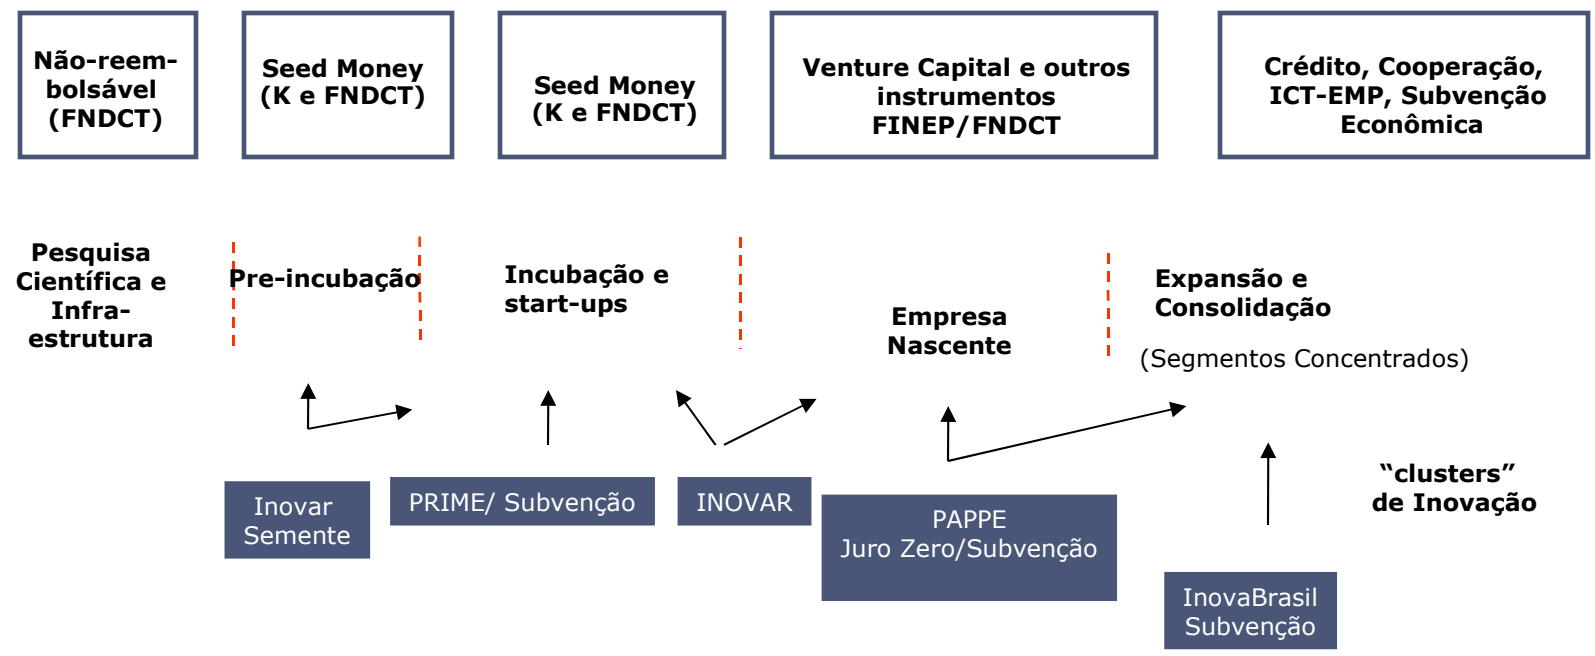 Não-reem-
bolsável
(FNDCT)
Seed Money
(K e FNDCT)
Seed Money
(K e FNDCT)
Venture Capital e outros
instrumentos
FINEP/FNDCT
Crédito, Cooperação,
ICT-EMP, Subvenção
Econômica
Pesquisa
Científica e
Infra-
estrutura
Pre-incubação
Incubação e
start-ups
Empresa
Nascente
Expansão e
Consolidação
(Segmentos Concentrados)
Inovar
Semente
PRIME/ Subvenção
INOVAR
PAPPE
Juro Zero/Subvenção
InovaBrasil
Subvenção
“clusters”
de Inovação